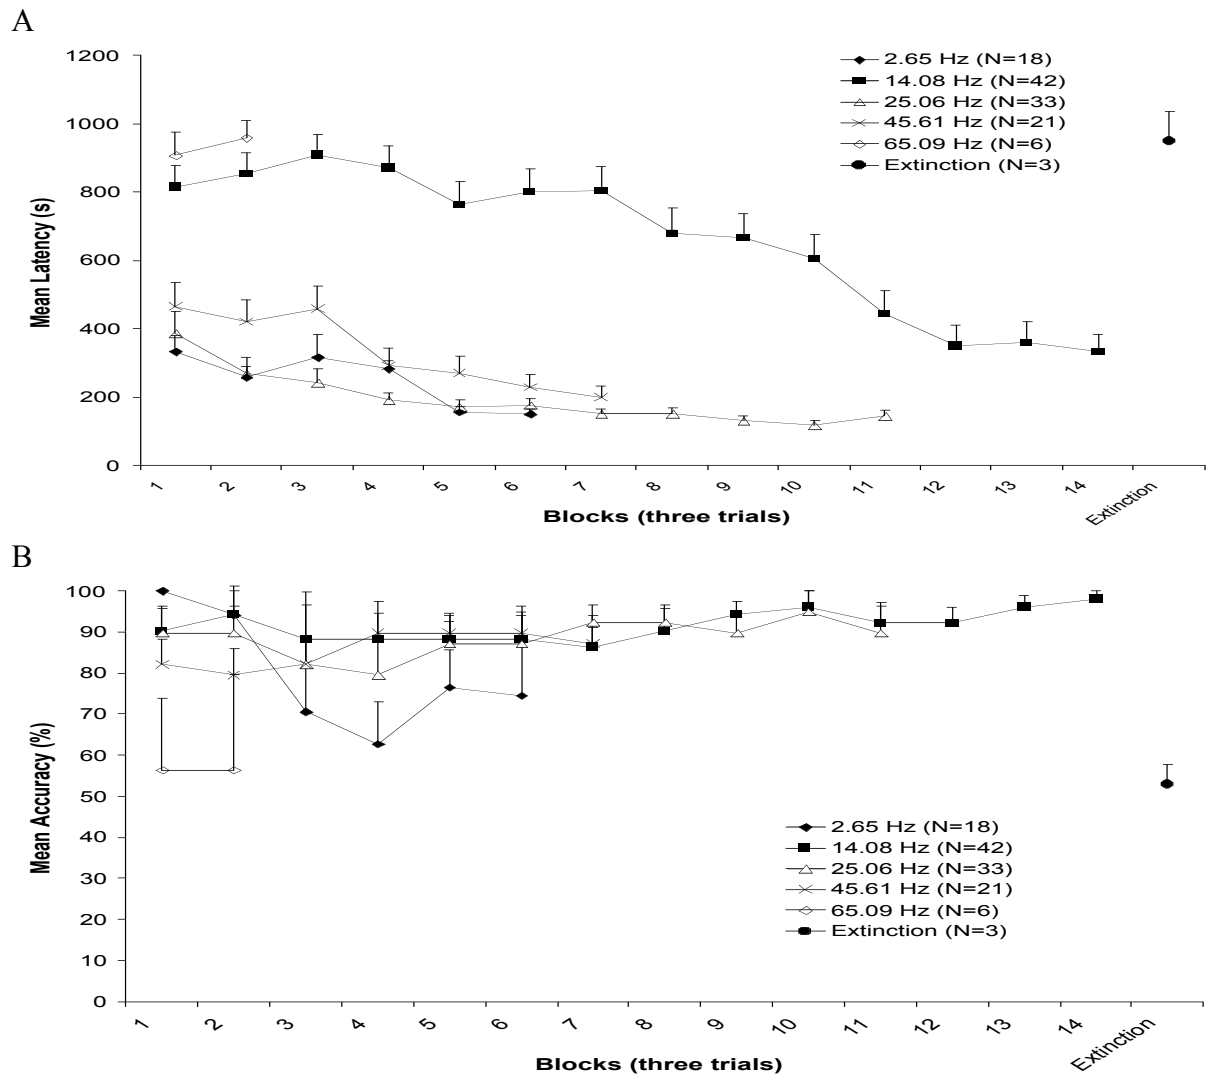 A
1200
1000
800
600
400
200
0
Mean Latency (s)
2.65 Hz (N=18)
14.08 Hz (N=42)
25.06 Hz (N=33)
45.61 Hz (N=21)
65.09 Hz (N=6)
Extinction (N=3)
1 2 3 4 5 6 7 8 9 10 11 12 13 14 Extinction
Blocks (three trials)
B
100
90
80
70
60
50
40
30
20
10
0
Mean Accuracy (%)
2.65 Hz (N=18)
14.08 Hz (N=42)
25.06 Hz (N=33)
45.61 Hz (N=21)
65.09 Hz (N=6)
Extinction (N=3)
1 2 3 4 5 6 7 8 9 10 11 12 13 14 Extinction
Blocks (three trials)